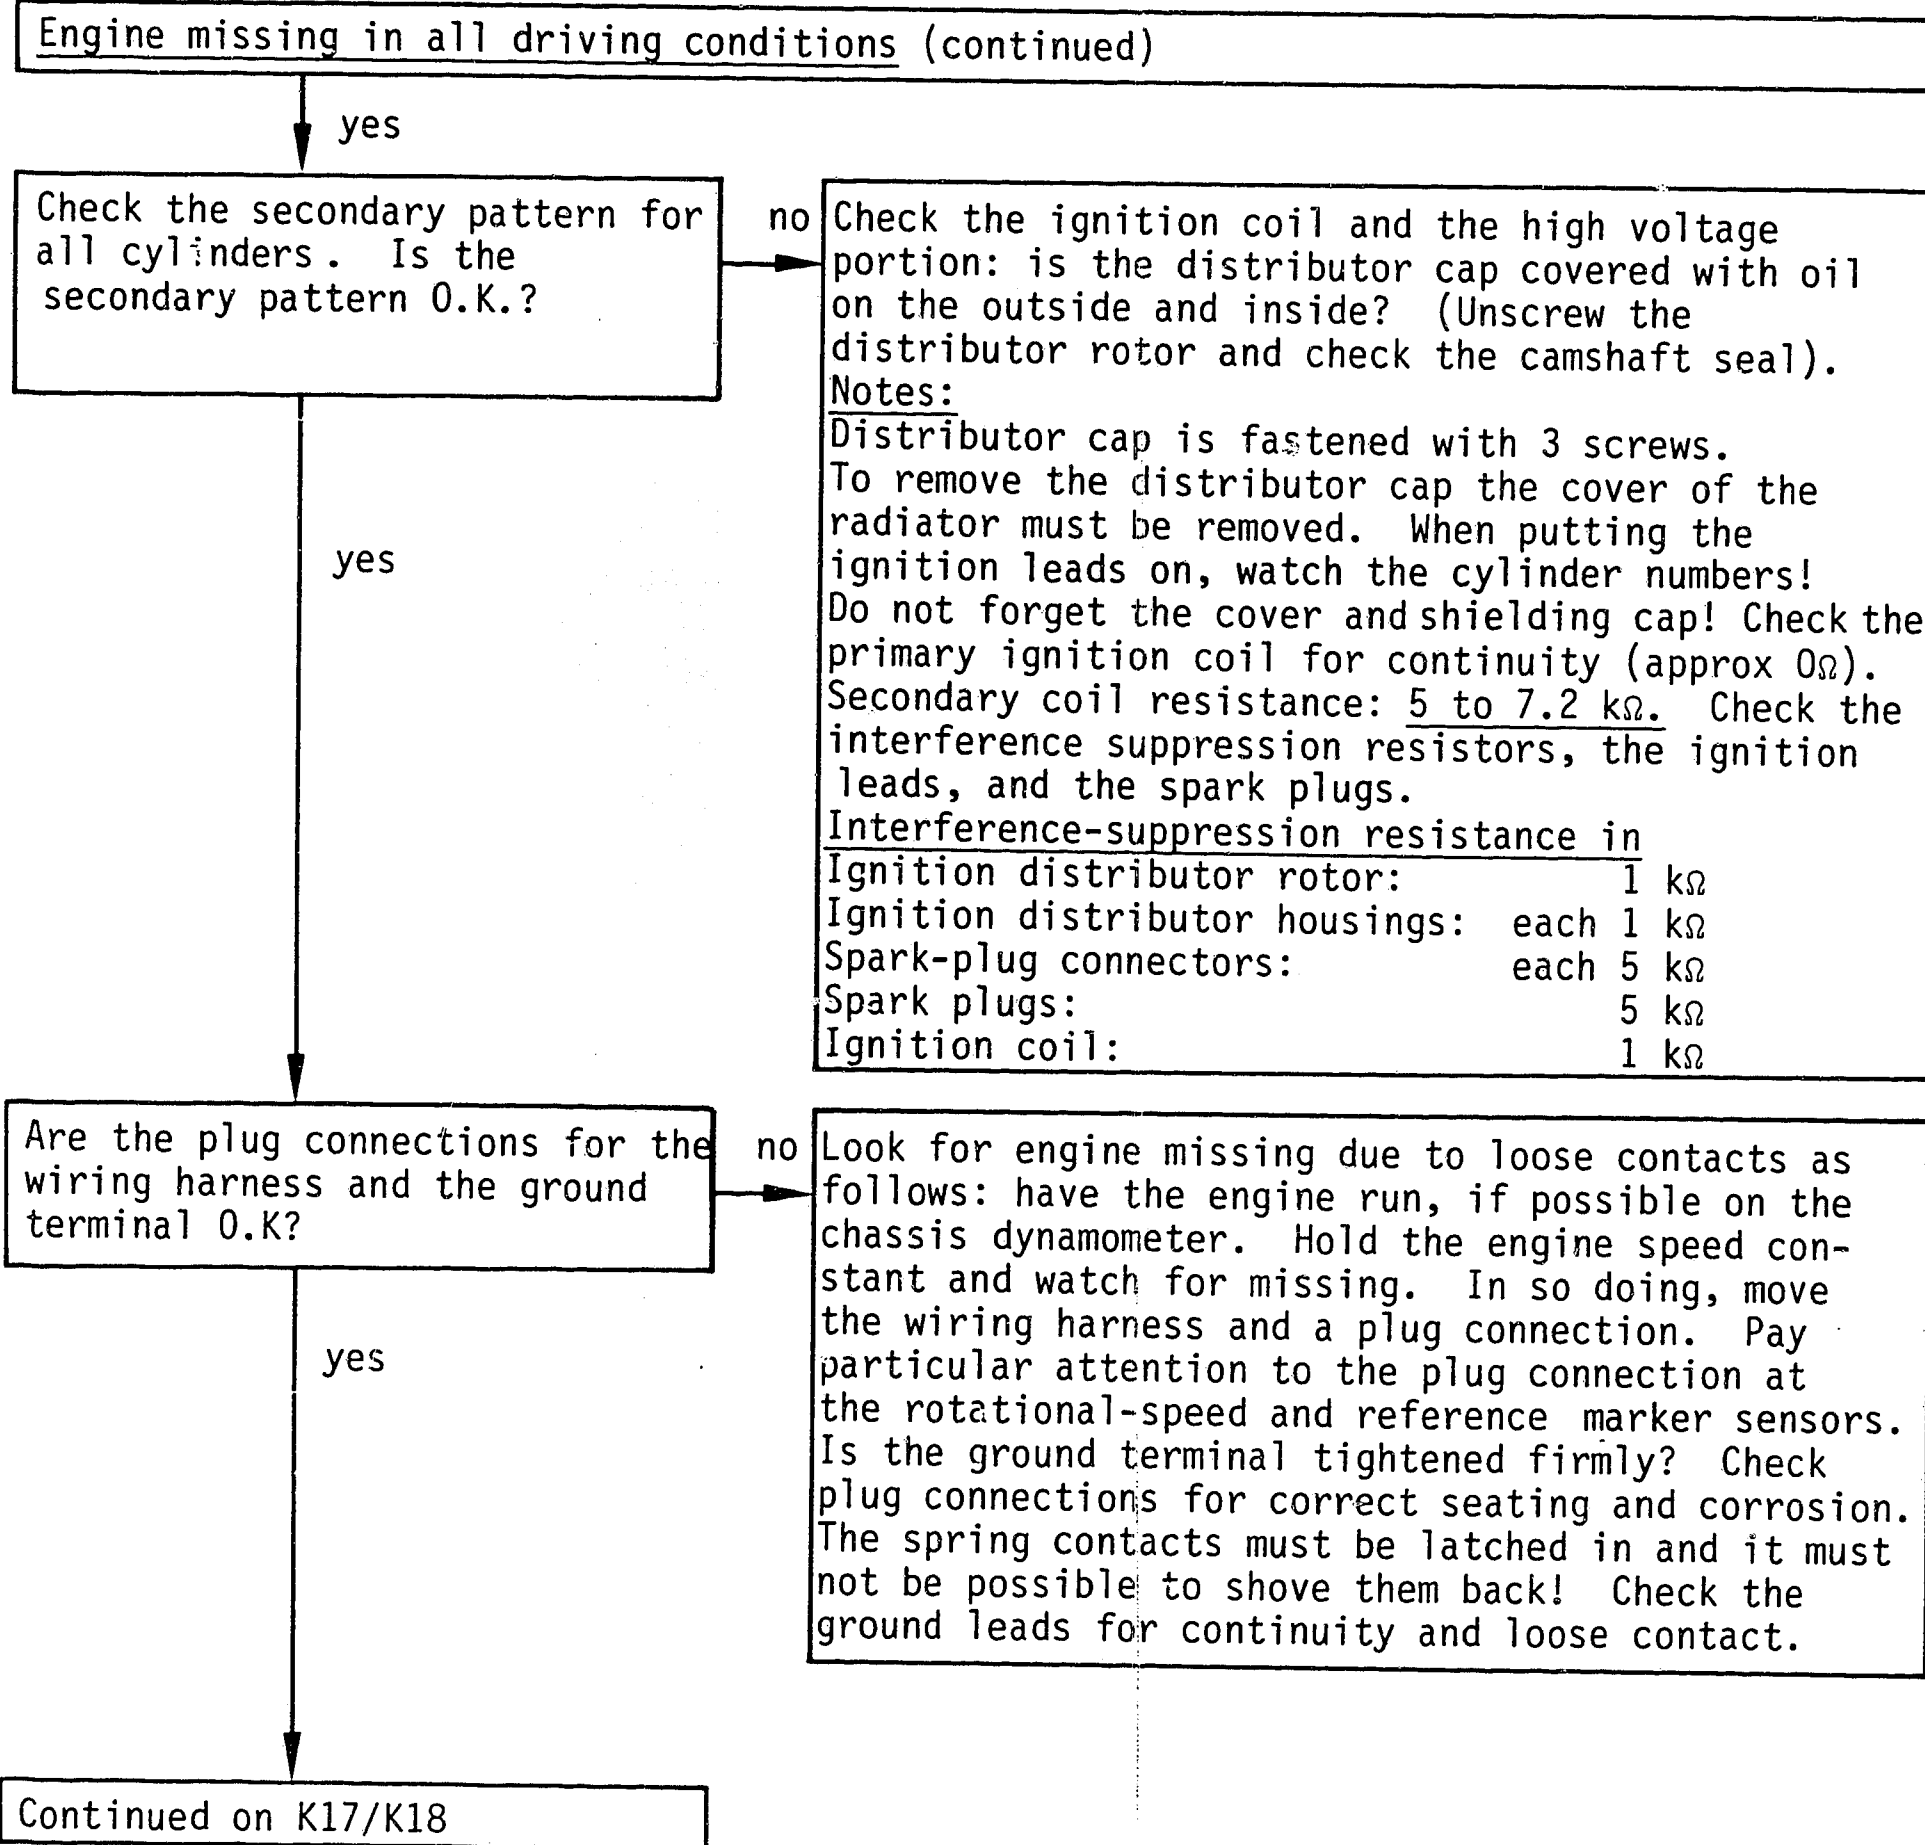 Engine missing in all driving conditions (continued)
yes
Check the secondary pattern for
all cylinders. Is the
secondary pattern O.K.?
no
Check the ignition coil and the high voltage
portion: is the distributor cap covered with oil
on the outside and inside? (Unscrew the
distributor rotor and check the camshaft seal).
Notes:
Distributor cap is fastened with 3 screws.
To remove the distributor cap the cover of the
radiator must be removed. When putting the
ignition leads on, watch the cylinder numbers!
Do not forget the cover and shielding cap! Check the
primary ignition coil for continuity (approx 0Ω).
Secondary coil resistance: 5 to 7.2 kΩ. Check the
interference suppression resistors, the ignition
leads, and the spark plugs.
Interference-suppression resistance in
Ignition distributor rotor: 1 kΩ
Ignition distributor housings: each 1 kΩ
Spark-plug connectors: each 5 kΩ
Spark plugs: 5 kΩ
Ignition coil: 1 kΩ
yes
Are the plug connections for the
wiring harness and the ground
terminal O.K?
no
Look for engine missing due to loose contacts as
follows: have the engine run, if possible on the
chassis dynamometer. Hold the engine speed con-
stant and watch for missing. In so doing, move
the wiring harness and a plug connection. Pay
particular attention to the plug connection at
the rotational-speed and reference marker sensors.
Is the ground terminal tightened firmly? Check
plug connections for correct seating and corrosion.
The spring contacts must be latched in and it must
not be possible to shove them back! Check the
ground leads for continuity and loose contact.
yes
Continued on K17/K18